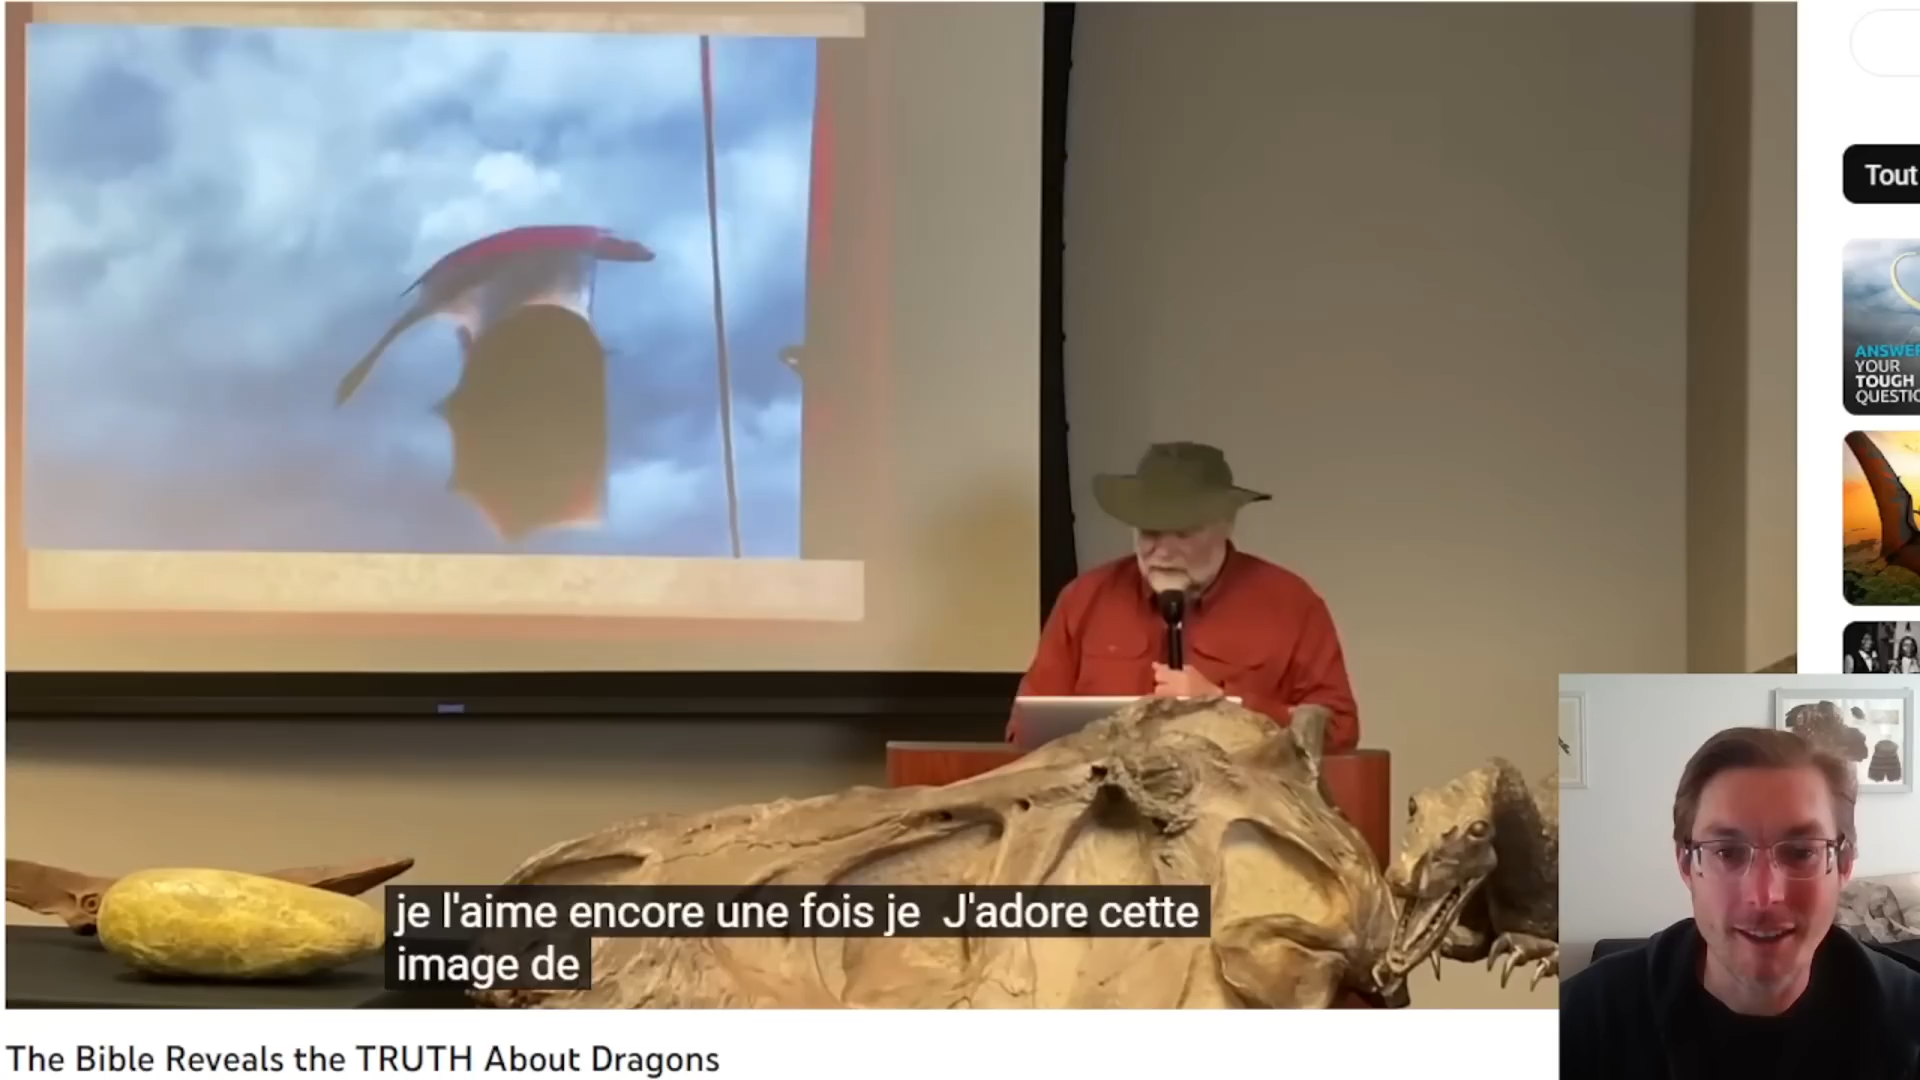 Tout
ANSWE
YOUR
TOUGH
QUESTIO
je l'aime encore une fois je  J'adore cette
image de
The Bible Reveals the TRUTH About Dragons